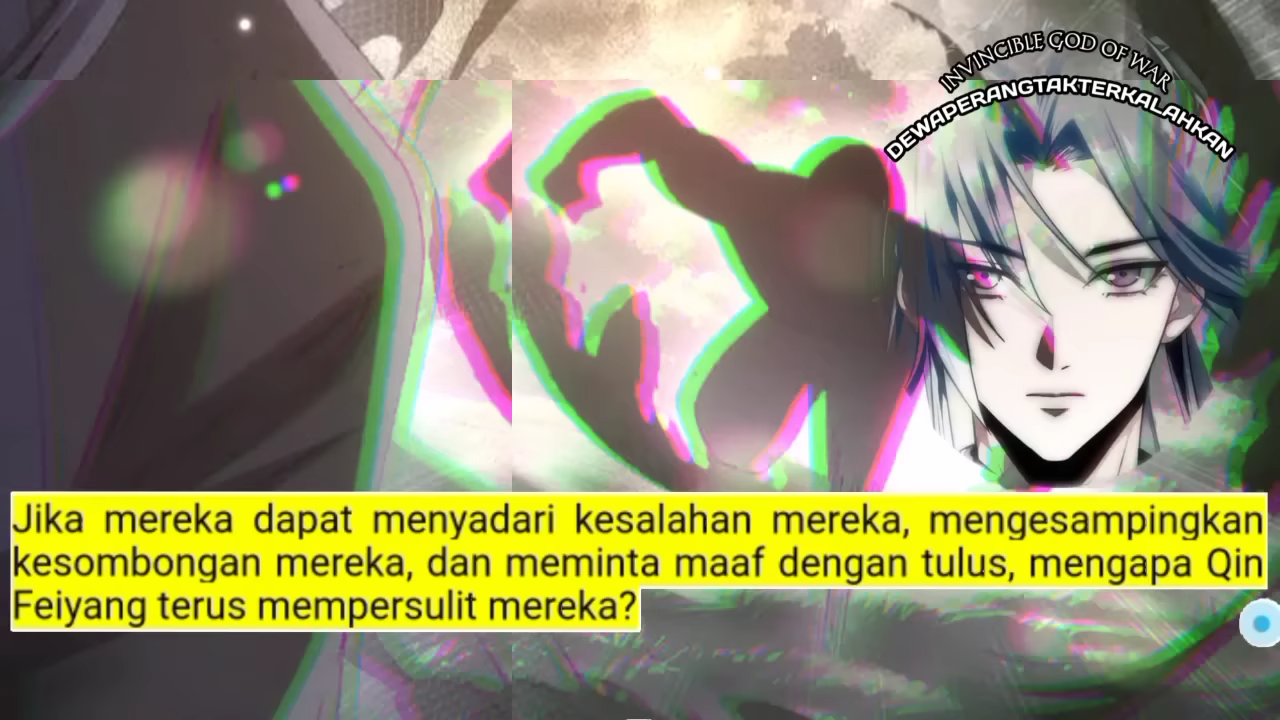 INVINCIBLE GOD OF WAR
DEWAPERANGTAKTERKALAHKAN
Jika mereka dapat menyadari kesalahan mereka, mengesampingkan
kesombongan mereka, dan meminta maaf dengan tulus, mengapa Qin
Feiyang terus mempersulit mereka?